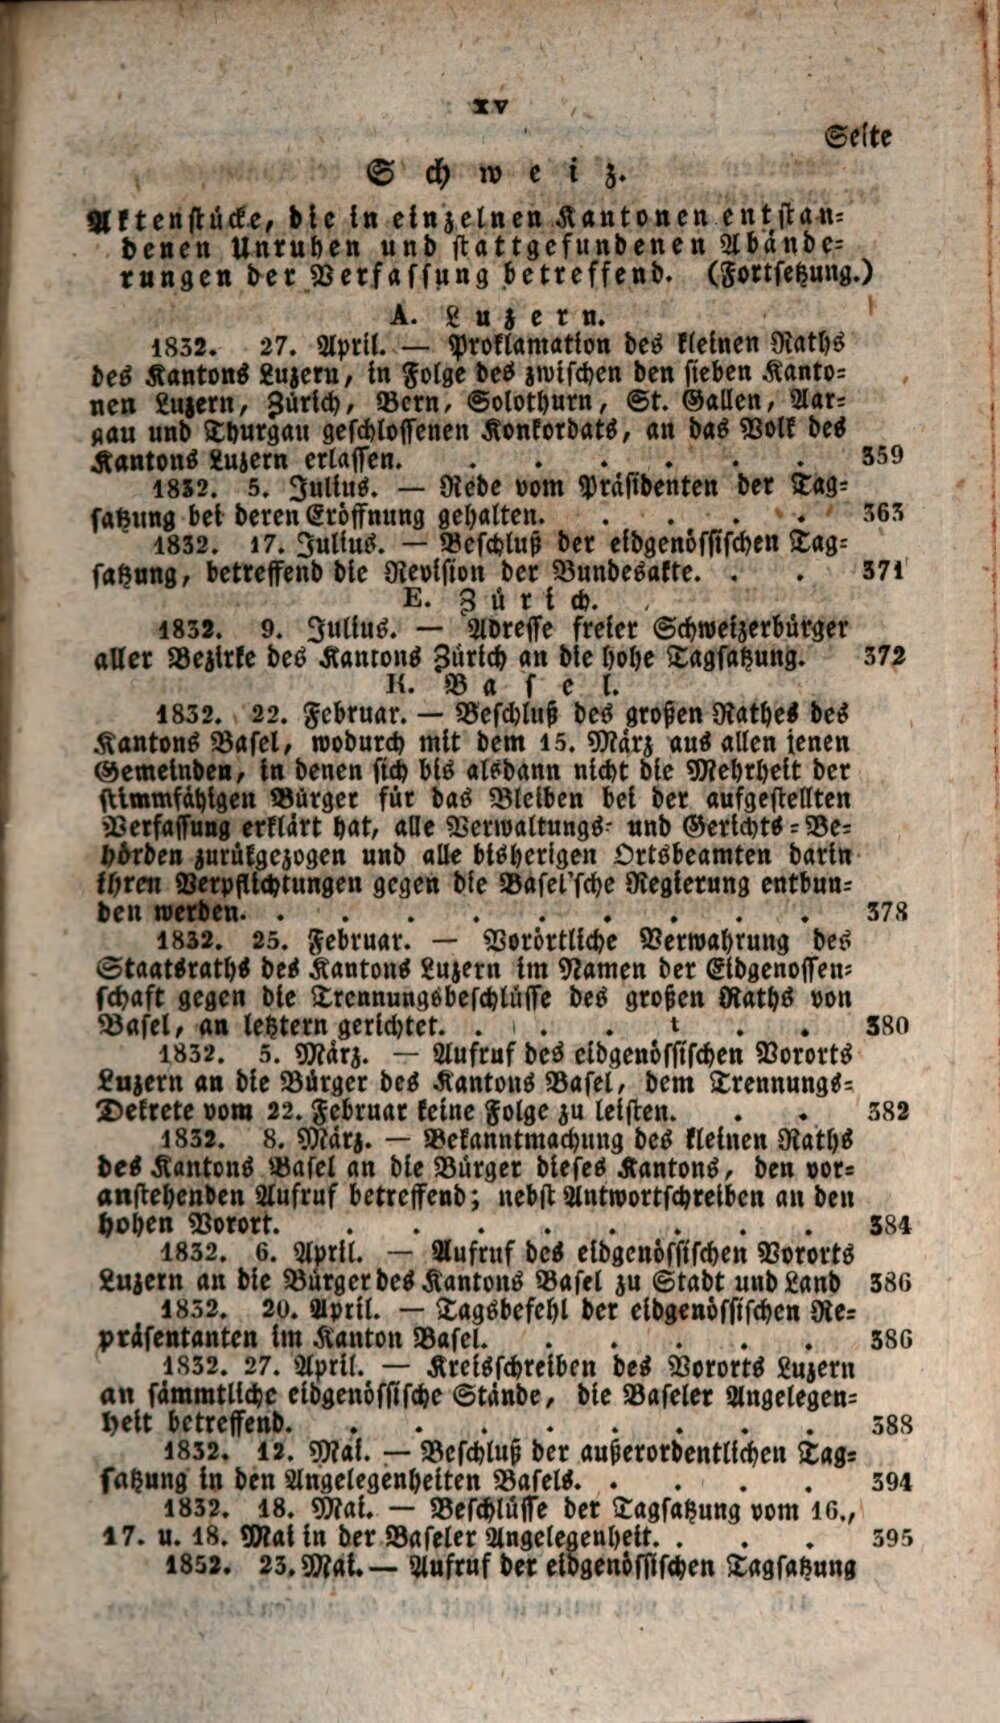 XV
Seite
Schweiz.
Aktenstücke, die in einzelnen Kantonen entstan-
denen Unruhen und stattgefundenen Abände-
rungen der Verfassung betreffend. (Fortsetzung.)
A. Luzern.
1832. 27. April. — Proklamation des kleinen Raths
des Kantons Luzern, in Folge des zwischen den sieben Kanto-
nen Luzern, Zürich, Bern, Solothurn, St. Gallen, Aar-
gau und Thurgau geschlossenen Konkordats, an das Volk des
Kantons Luzern erlassen. . . . . . . 359
1832. 5. Julius. — Rede vom Präsidenten der Tag-
satzung bei deren Eröffnung gehalten. . . . . 363
1832. 17. Julius. — Beschluß der eidgenössischen Tag-
satzung, betreffend die Revision der Bundesakte. . . 371
E. Zürich.
1832. 9. Julius. — Adresse freier Schweizerbürger
aller Bezirke des Kantons Zürich an die hohe Tagsatzung. 372
K. Basel.
1832. 22. Februar. — Beschluß des großen Rathes des
Kantons Basel, wodurch mit dem 15. März aus allen jenen
Gemeinden, in denen sich bis alsdann nicht die Mehrheit der
stimmfähigen Bürger für das Bleiben bei der aufgestellten
Verfassung erklärt hat, alle Verwaltungs- und Gerichts-Be-
hörden zurükgezogen und alle bisherigen Ortsbeamten darin
ihren Verpflichtungen gegen die Basel'sche Regierung entbun-
den werden. . . . . . . . . . 378
1832. 25. Februar. — Vorörtliche Verwahrung des
Staatsraths des Kantons Luzern im Namen der Eidgenossen-
schaft gegen die Trennungsbeschlüsse des großen Raths von
Basel, an letztern gerichtet. . . . . . . 380
1832. 5. März. — Aufruf des eidgenössischen Vororts
Luzern an die Bürger des Kantons Basel, dem Trennungs-
Dekrete vom 22. Februar keine Folge zu leisten. . . 382
1832. 8. März. — Bekanntmachung des kleinen Raths
des Kantons Basel an die Bürger dieses Kantons, den vor-
anstehenden Aufruf betreffend; nebst Antwortschreiben an den
hohen Vorort. . . . . . . . . 384
1832. 6. April. — Aufruf des eidgenössischen Vororts
Luzern an die Bürger des Kantons Basel zu Stadt und Land 386
1832. 20. April. — Tagsbefehl der eidgenössischen Re-
präsentanten im Kanton Basel. . . . . . 386
1832. 27. April. — Kreisschreiben des Vororts Luzern
an sämmtliche eidgenössische Stände, die Baseler Angelegen-
heit betreffend. . . . . . . . . 388
1832. 12. Mai. — Beschluß der außerordentlichen Tag-
satzung in den Angelegenheiten Basels. . . . . 394
1832. 18. Mai. — Beschlüsse der Tagsatzung vom 16.,
17. u. 18. Mai in der Baseler Angelegenheit. . . . 395
1852. 23. Mai. — Aufruf der eidgenössischen Tagsatzung